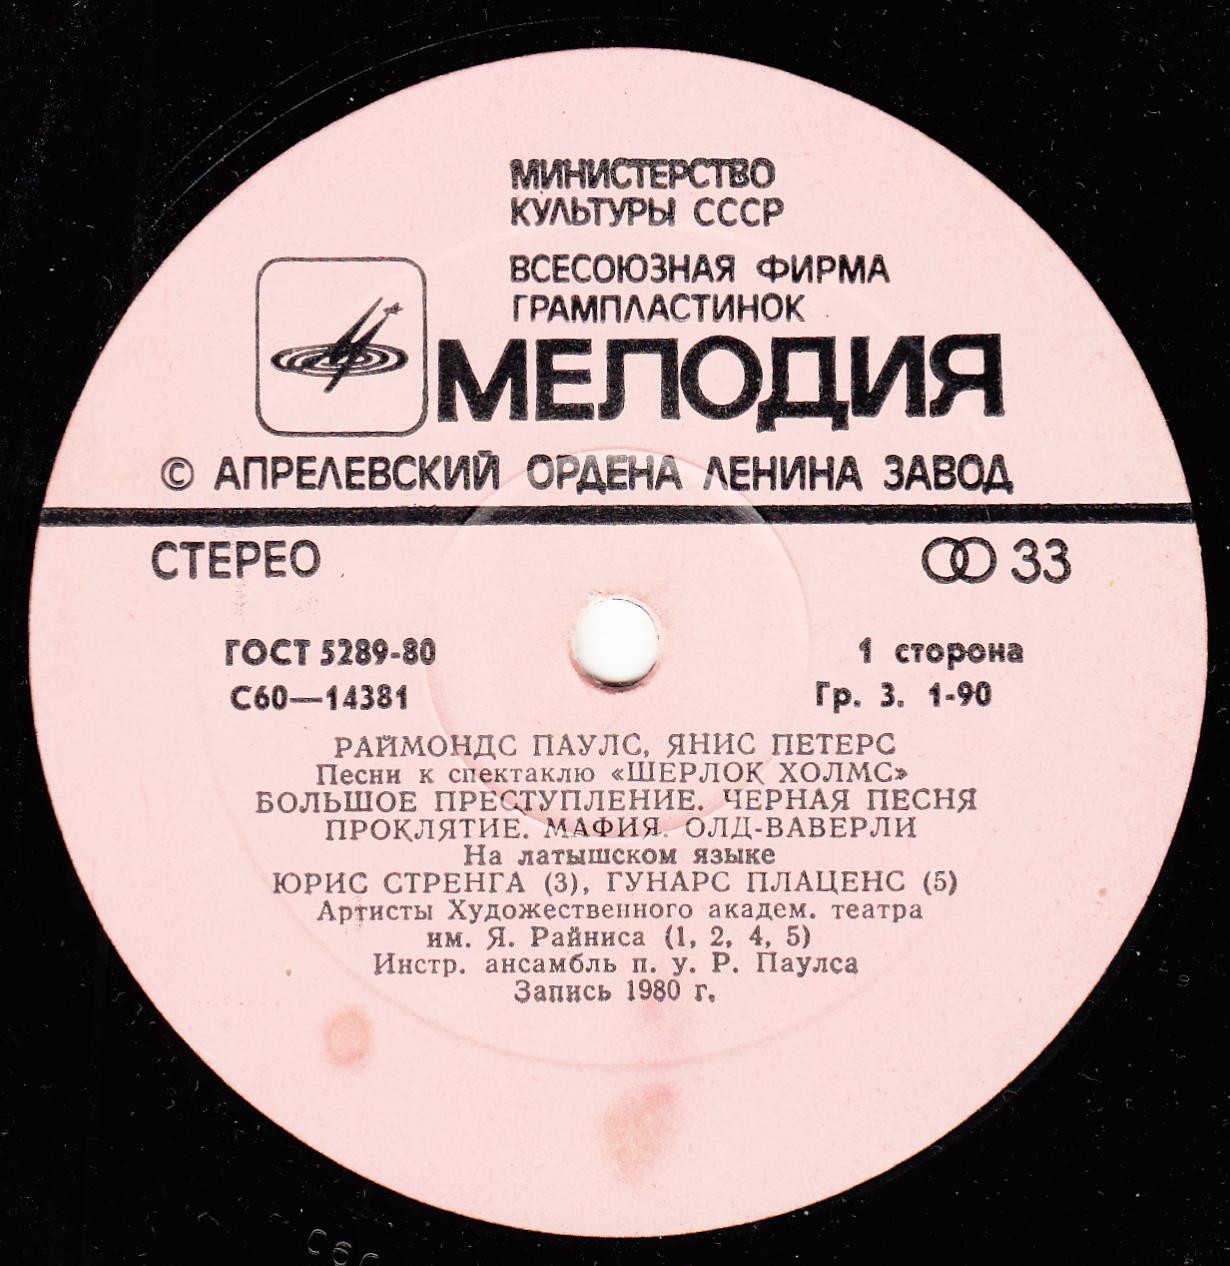 МИНИСТЕРСТВО
КУЛЬТУРЫ СССР
ВСЕСОЮЗНАЯ ФИРМА
ГРАМПЛАСТИНОК
МЕЛОДИЯ
© АПРЕЛЕВСКИЙ ОРДЕНА ЛЕНИНА ЗАВОД
СТЕРЕО 33
ГОСТ 5289-80 1 сторона
С60—14381 Гр. 3. 1-90
РАЙМОНДС ПАУЛС, ЯНИС ПЕТЕРС
Песни к спектаклю «ШЕРЛОК ХОЛМС»
БОЛЬШОЕ ПРЕСТУПЛЕНИЕ. ЧЕРНАЯ ПЕСНЯ
ПРОКЛЯТИЕ. МАФИЯ. ОЛД-ВАВЕРЛИ
На латышском языке
ЮРИС СТРЕНГА (3), ГУНАРС ПЛАЦЕНС (5)
Артисты Художественного академ. театра
им. Я. Райниса (1, 2, 4, 5)
Инстр. ансамбль п. у. Р. Паулса
Запись 1980 г.